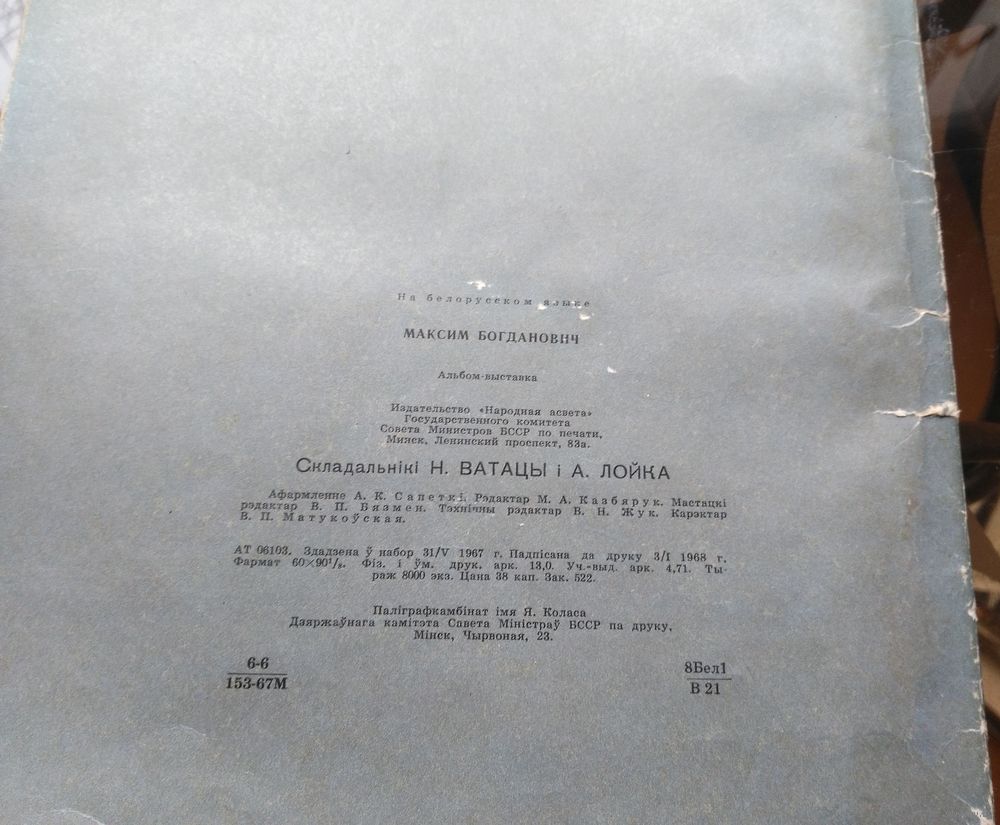 На белорусском языке
МАКСИМ БОГДАНОВИЧ
Альбом-выставка
Издательство «Народная асвета»
Государственного комитета
Совета Министров БССР по печати,
Минск, Ленинский проспект, 83а.
Складальнікі Н. ВАТАЦЫ і А. ЛОЙКА
Афармленне А. К. Сапеткі. Рэдактар М. А. Казбярук. Мастацкі
рэдактар В. П. Бязмен. Тэхнічны рэдактар В. Н. Жук. Карэктар
В. П. Матукоўская.
АТ 06103. Здадзена ў набор 31/V 1967 г. Падпісана да друку 3/I 1968 г.
Фармат 60×90¹/₈. Фіз. і ўм. друк. арк. 13,0. Уч.-выд. арк. 4,71. Ты-
раж 8000 экз. Цана 38 кап. Зак. 522.
Паліграфкамбінат імя Я. Коласа
Дзяржаўнага камітэта Савета Міністраў БССР па друку,
Мінск, Чырвоная, 23.
6-6
153-67М
8Бел1
В 21